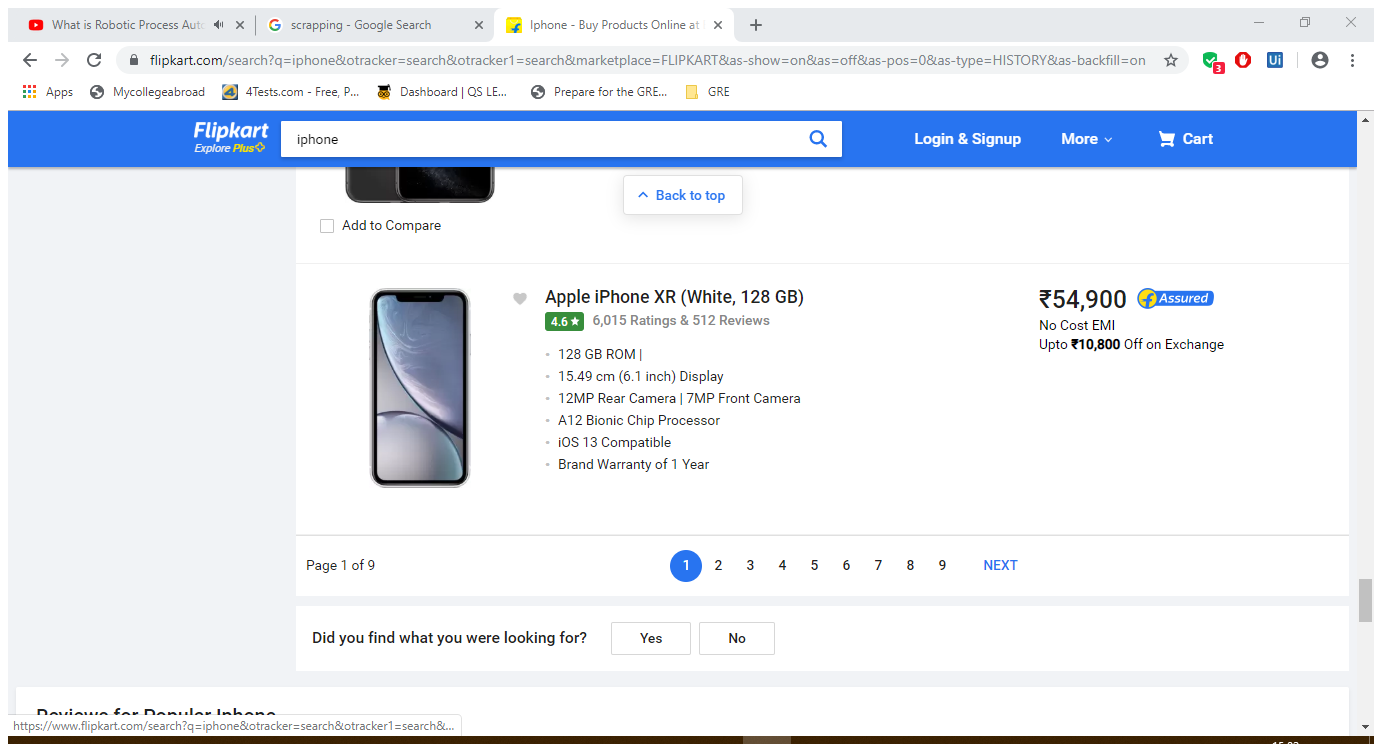 What is Robotic Process Auto
scrapping - Google Search
Iphone - Buy Products Online at
flipkart.com/search?q=iphone&otracker=search&otracker1=search&marketplace=FLIPKART&as-show=on&as=off&as-pos=0&as-type=HISTORY&as-backfill=on
3
Ui
Apps
Mycollegeabroad
4Tests.com - Free, P...
Dashboard | QS LE...
Prepare for the GRE...
GRE
Flipkart
Explore Plus
iphone
Login & Signup
More
Cart
Back to top
Add to Compare
Apple iPhone XR (White, 128 GB)
4.6★
6,015 Ratings & 512 Reviews
128 GB ROM |
15.49 cm (6.1 inch) Display
12MP Rear Camera | 7MP Front Camera
A12 Bionic Chip Processor
iOS 13 Compatible
Brand Warranty of 1 Year
₹54,900
Assured
No Cost EMI
Upto ₹10,800 Off on Exchange
Page 1 of 9
1 2 3 4 5 6 7 8 9 NEXT
Did you find what you were looking for?
Yes
No
Reviews for Popular Iphone
https://www.flipkart.com/search?q=iphone&otracker=search&otracker1=search&...